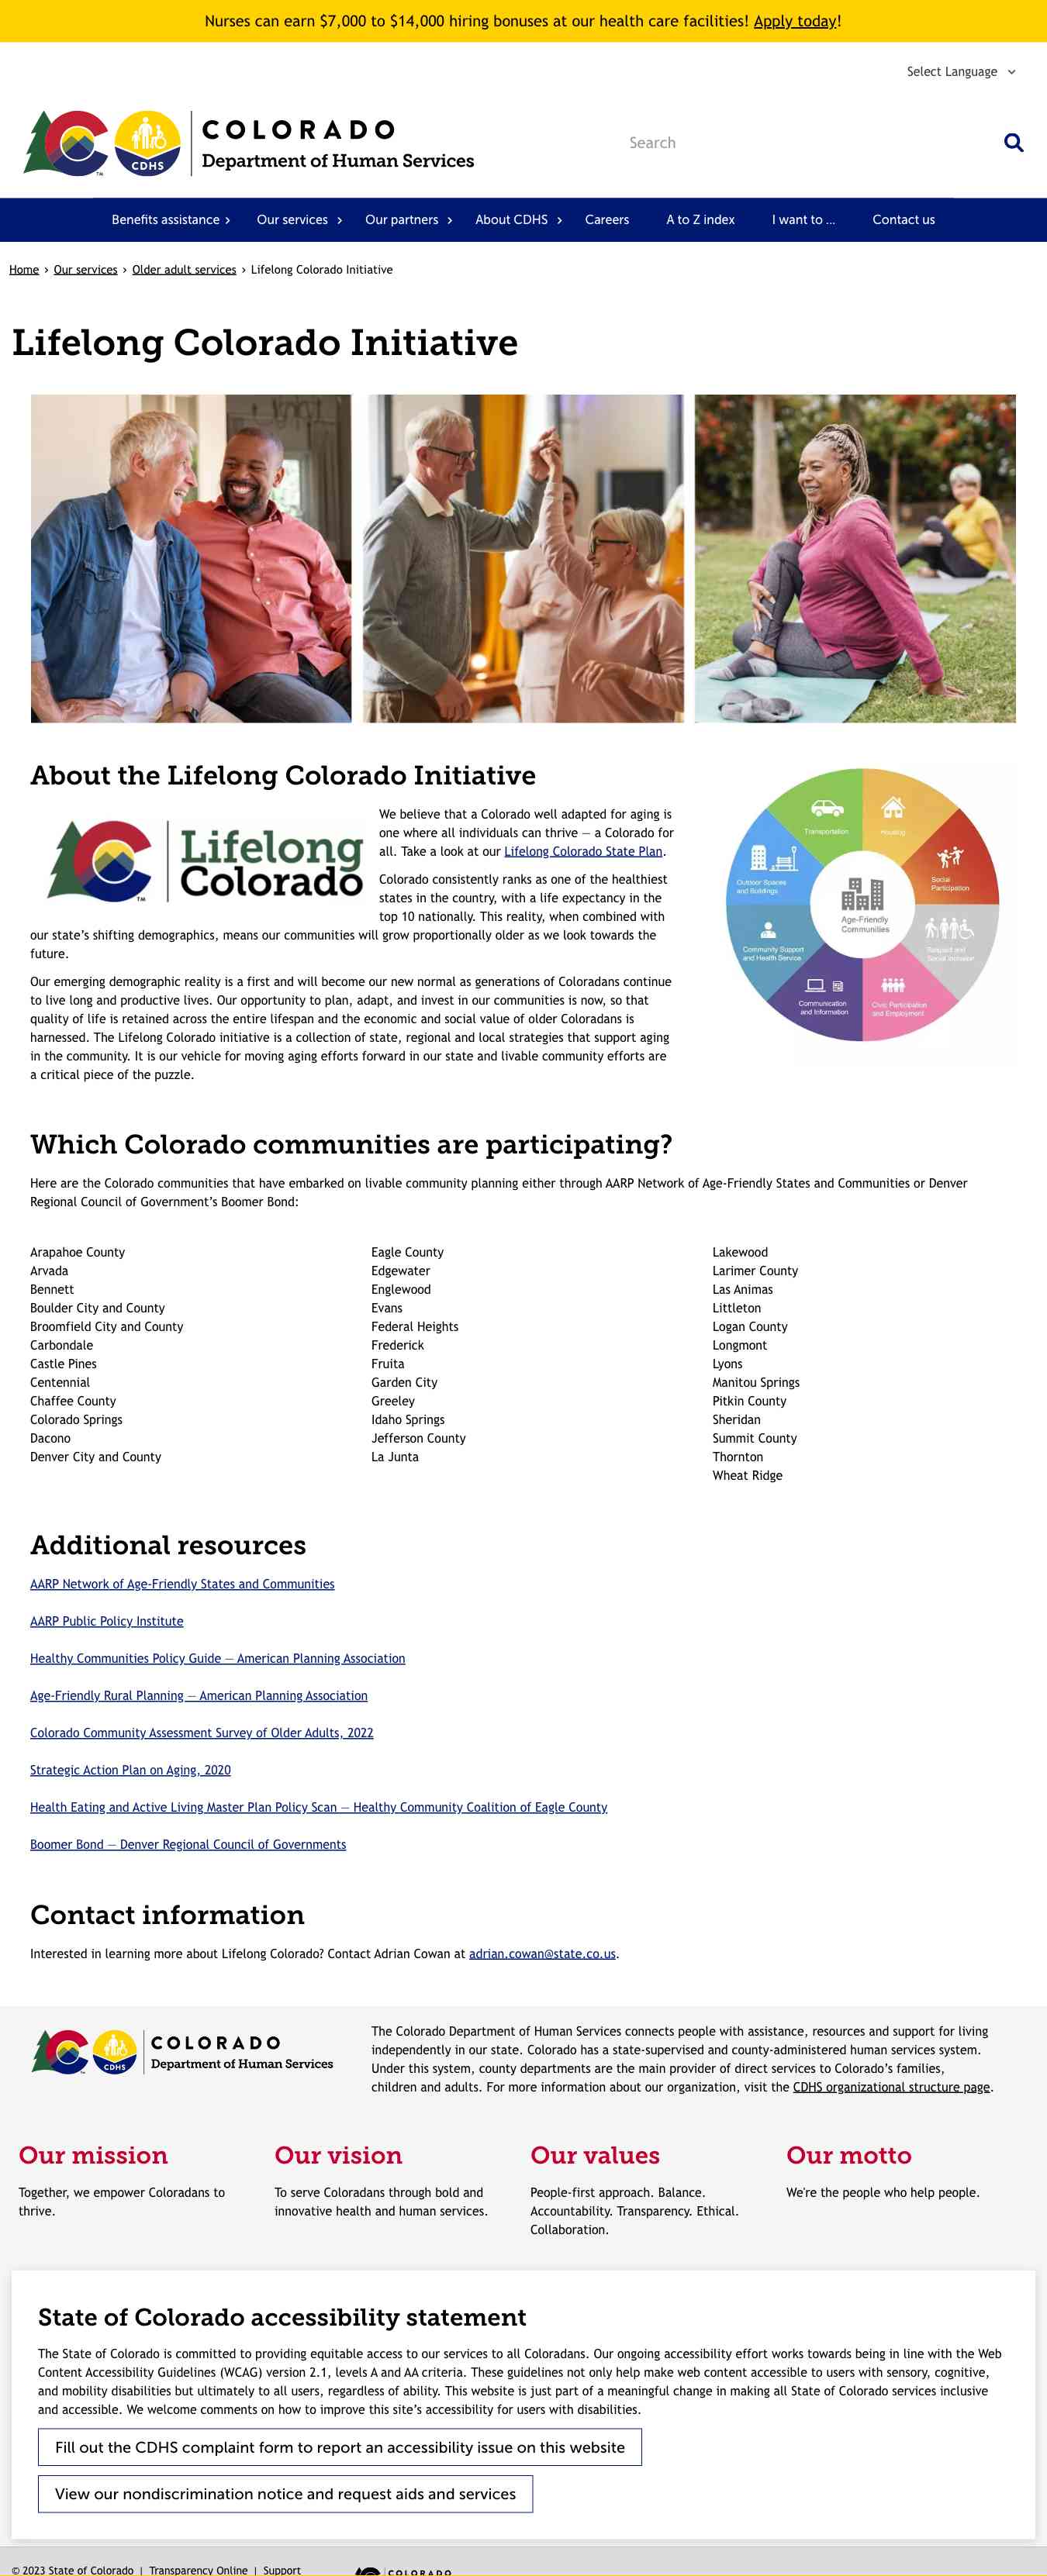 Nurses can earn $7,000 to $14,000 hiring bonuses at our health care facilities! Apply today!
Select Language
COLORADO
Department of Human Services
CDHS
TM
Search
Benefits assistance › Our services › Our partners › About CDHS › Careers A to Z index I want to ... Contact us
Home › Our services › Older adult services › Lifelong Colorado Initiative
Lifelong Colorado Initiative
About the Lifelong Colorado Initiative
Lifelong
Colorado
TM
We believe that a Colorado well adapted for aging is
one where all individuals can thrive — a Colorado for
all. Take a look at our Lifelong Colorado State Plan.
Colorado consistently ranks as one of the healthiest
states in the country, with a life expectancy in the
top 10 nationally. This reality, when combined with
our state’s shifting demographics, means our communities will grow proportionally older as we look towards the
future.
Our emerging demographic reality is a first and will become our new normal as generations of Coloradans continue
to live long and productive lives. Our opportunity to plan, adapt, and invest in our communities is now, so that
quality of life is retained across the entire lifespan and the economic and social value of older Coloradans is
harnessed. The Lifelong Colorado initiative is a collection of state, regional and local strategies that support aging
in the community. It is our vehicle for moving aging efforts forward in our state and livable community efforts are
a critical piece of the puzzle.
Transportation
Housing
Social
Participation
Respect and
Social Inclusion
Civic Participation
and Employment
Communication
and Information
Community Support
and Health Service
Outdoor Spaces
and Buildings
Age-Friendly
Communities
Which Colorado communities are participating?
Here are the Colorado communities that have embarked on livable community planning either through AARP Network of Age-Friendly States and Communities or Denver
Regional Council of Government’s Boomer Bond:
Arapahoe County
Arvada
Bennett
Boulder City and County
Broomfield City and County
Carbondale
Castle Pines
Centennial
Chaffee County
Colorado Springs
Dacono
Denver City and County
Eagle County
Edgewater
Englewood
Evans
Federal Heights
Frederick
Fruita
Garden City
Greeley
Idaho Springs
Jefferson County
La Junta
Lakewood
Larimer County
Las Animas
Littleton
Logan County
Longmont
Lyons
Manitou Springs
Pitkin County
Sheridan
Summit County
Thornton
Wheat Ridge
Additional resources
AARP Network of Age-Friendly States and Communities
AARP Public Policy Institute
Healthy Communities Policy Guide — American Planning Association
Age-Friendly Rural Planning — American Planning Association
Colorado Community Assessment Survey of Older Adults, 2022
Strategic Action Plan on Aging, 2020
Health Eating and Active Living Master Plan Policy Scan — Healthy Community Coalition of Eagle County
Boomer Bond — Denver Regional Council of Governments
Contact information
Interested in learning more about Lifelong Colorado? Contact Adrian Cowan at adrian.cowan@state.co.us.
COLORADO
Department of Human Services
CDHS
The Colorado Department of Human Services connects people with assistance, resources and support for living
independently in our state. Colorado has a state-supervised and county-administered human services system.
Under this system, county departments are the main provider of direct services to Colorado’s families,
children and adults. For more information about our organization, visit the CDHS organizational structure page.
Our mission
Together, we empower Coloradans to
thrive.
Our vision
To serve Coloradans through bold and
innovative health and human services.
Our values
People-first approach. Balance.
Accountability. Transparency. Ethical.
Collaboration.
Our motto
We're the people who help people.
State of Colorado accessibility statement
The State of Colorado is committed to providing equitable access to our services to all Coloradans. Our ongoing accessibility effort works towards being in line with the Web
Content Accessibility Guidelines (WCAG) version 2.1, levels A and AA criteria. These guidelines not only help make web content accessible to users with sensory, cognitive,
and mobility disabilities but ultimately to all users, regardless of ability. This website is just part of a meaningful change in making all State of Colorado services inclusive
and accessible. We welcome comments on how to improve this site’s accessibility for users with disabilities.
Fill out the CDHS complaint form to report an accessibility issue on this website
View our nondiscrimination notice and request aids and services
© 2023 State of Colorado | Transparency Online | Support
COLORADO